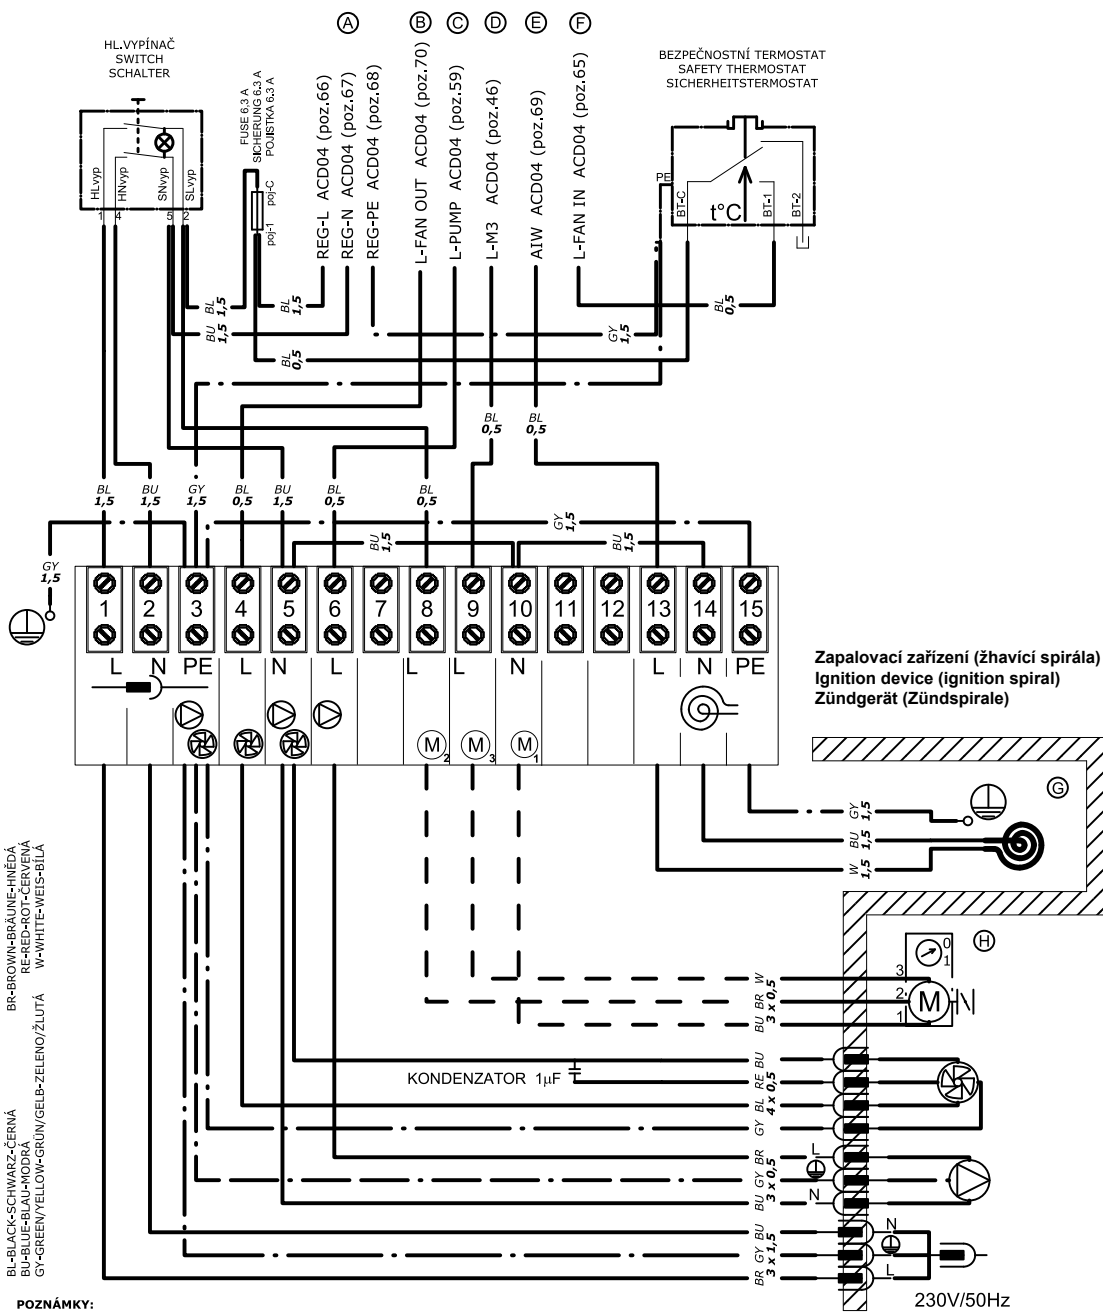 A B C D E F
HL.VYPÍNAČ
SWITCH
SCHALTER
HLvyp
HNvyp
SNvyp
SLvyp
1 4 5 2
FUSE 6,3 A
SICHERUNG 6.3 A
POJISTKA 6.3 A
poj-1 poj-C
REG-L ACD04 (poz.66)
REG-N ACD04 (poz.67)
REG-PE ACD04 (poz.68)
L-FAN OUT ACD04 (poz.70)
L-PUMP ACD04 (poz.59)
L-M3 ACD04 (poz.46)
AIW ACD04 (poz.69)
L-FAN IN ACD04 (poz.65)
BEZPEČNOSTNÍ TERMOSTAT
SAFETY THERMOSTAT
SICHERHEITSTERMOSTAT
PE
BT-C
t°C
BT-1
BT-2
BL 1,5
BU 1,5
BL 1,5
BL 0,5
GY 1,5
BL 0,5
BL 0,5
BL 0,5
BL 1,5
BU 1,5
GY 1,5
BL 0,5
BU 1,5
BL 0,5
BL 0,5
GY 1,5
BU 1,5
GY 1,5
BU 1,5
1 2 3 4 5 6 7 8 9 10 11 12 13 14 15
L N PE L N L L L N L N PE
M2 M3 M1
Zapalovací zařízení (žhavící spirála)
Ignition device (ignition spiral)
Zündgerät (Zündspirale)
G
GY 1,5
BU 1,5
W 1,5
H
0
1
3
2
1
M
W
BR
BU
3 x 0,5
KONDENZATOR 1µF
BU
RE
BL
GY
4 x 0,5
BR
GY
BU
3 x 0,5
L
N
BU
GY
BR
3 x 1,5
N
L
230V/50Hz
BR-BROWN-BRÄUNE-HNĚDÁ
RE-RED-ROT-ČERVENÁ
W-WHITE-WEIS-BÍLÁ
BL-BLACK-SCHWARZ-ČERNÁ
BU-BLUE-BLAU-MODRÁ
GY-GREEN/YELLOW-GRÜN/GELB-ZELENO/ŽLUTÁ
POZNÁMKY: